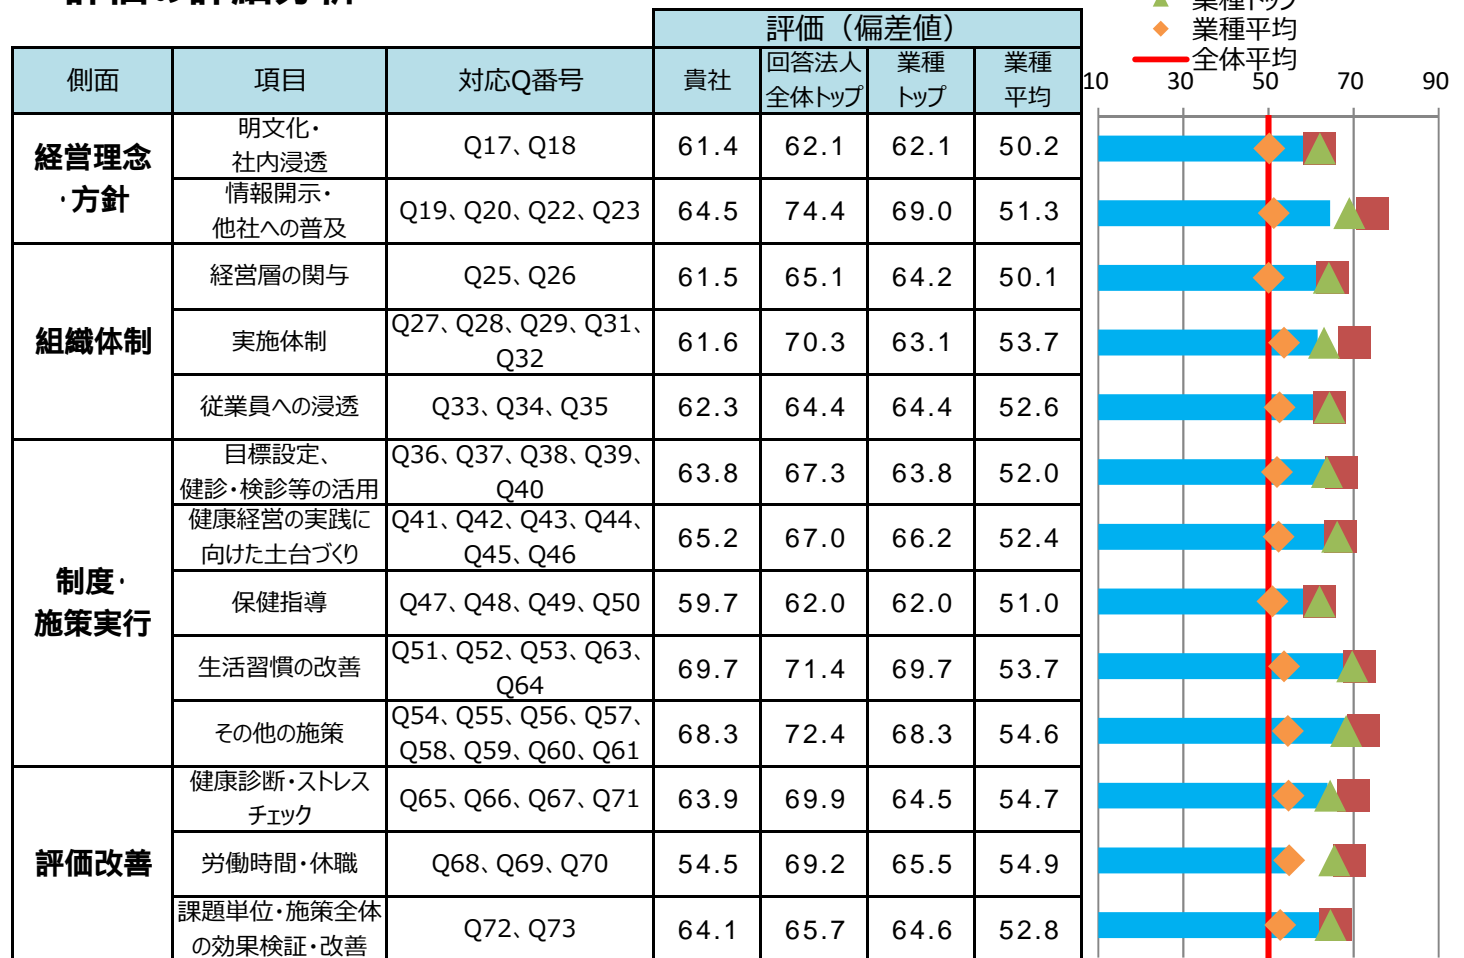 評価の詳細分析
業種トップ
業種平均
全体平均
評価（偏差値）
側面 項目 対応Q番号 貴社 回答法人全体トップ 業種トップ 業種平均
10 30 50 70 90
経営理念・方針
明文化・社内浸透 Q17、Q18 61.4 62.1 62.1 50.2
情報開示・他社への普及 Q19、Q20、Q22、Q23 64.5 74.4 69.0 51.3
組織体制
経営層の関与 Q25、Q26 61.5 65.1 64.2 50.1
実施体制 Q27、Q28、Q29、Q31、Q32 61.6 70.3 63.1 53.7
従業員への浸透 Q33、Q34、Q35 62.3 64.4 64.4 52.6
制度・施策実行
目標設定、健診・検診等の活用 Q36、Q37、Q38、Q39、Q40 63.8 67.3 63.8 52.0
健康経営の実践に向けた土台づくり Q41、Q42、Q43、Q44、Q45、Q46 65.2 67.0 66.2 52.4
保健指導 Q47、Q48、Q49、Q50 59.7 62.0 62.0 51.0
生活習慣の改善 Q51、Q52、Q53、Q63、Q64 69.7 71.4 69.7 53.7
その他の施策 Q54、Q55、Q56、Q57、Q58、Q59、Q60、Q61 68.3 72.4 68.3 54.6
評価改善
健康診断・ストレスチェック Q65、Q66、Q67、Q71 63.9 69.9 64.5 54.7
労働時間・休職 Q68、Q69、Q70 54.5 69.2 65.5 54.9
課題単位・施策全体の効果検証・改善 Q72、Q73 64.1 65.7 64.6 52.8